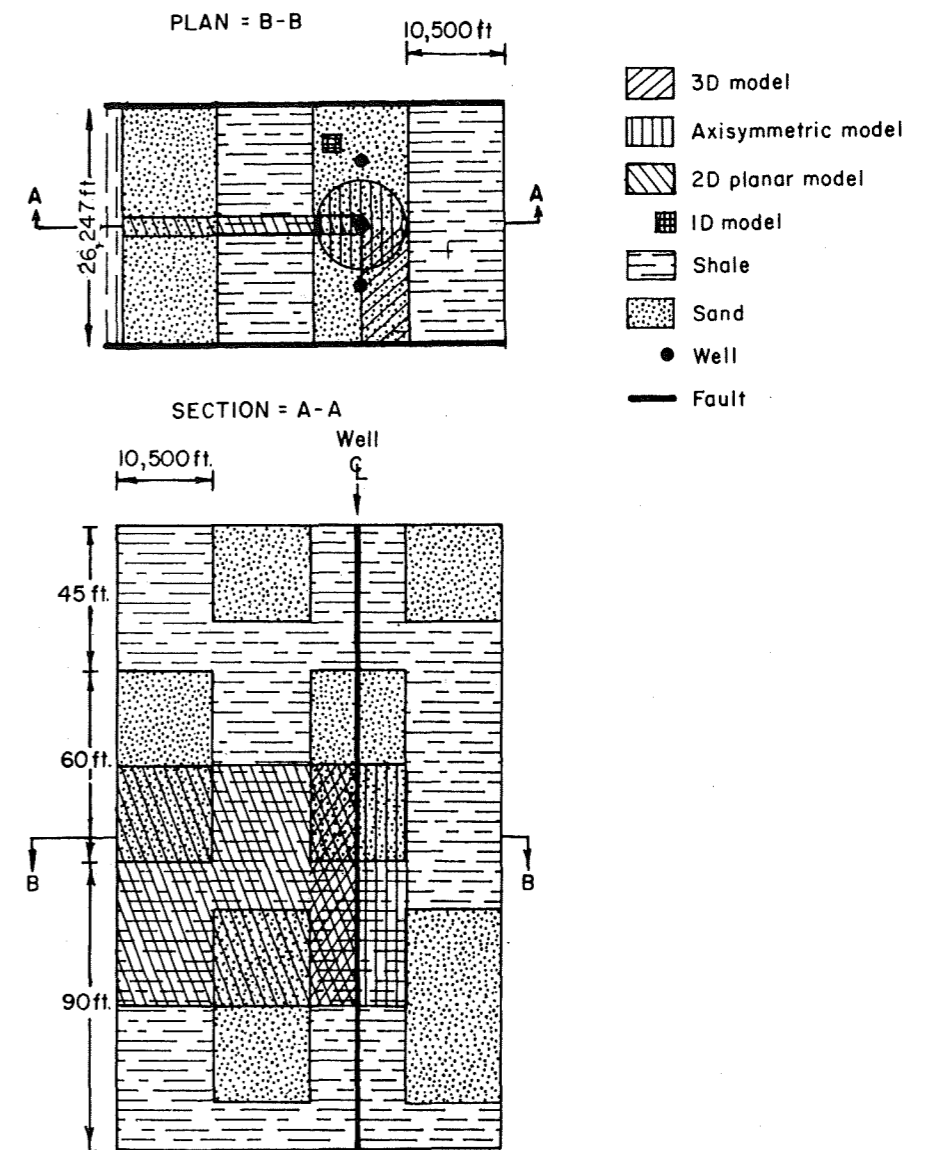 PLAN = B-B
10,500 ft
A
A
26,247 ft
3D model
Axisymmetric model
2D planar model
1D model
Shale
Sand
Well
Fault
SECTION = A-A
Well
℄
10,500 ft.
45 ft.
60 ft.
B
B
90 ft.